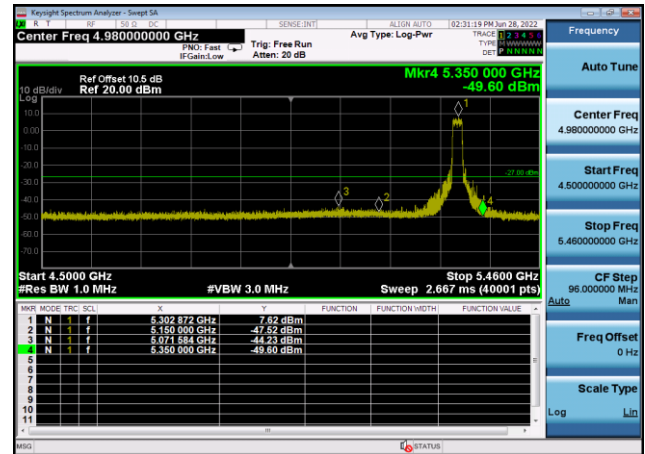 Keysight Spectrum Analyzer - Swept SA
R T RF 50 Ω DC SENSE:INT ALIGN AUTO 02:31:19 PM Jun 28, 2022
Center Freq 4.980000000 GHz
PNO: Fast
IFGain:Low
Trig: Free Run
Atten: 20 dB
Avg Type: Log-Pwr
TRACE 1 2 3 4 5 6
TYPE M WWWWW
DET P N N N N N
Frequency
Auto Tune
Center Freq
4.980000000 GHz
Start Freq
4.500000000 GHz
Stop Freq
5.460000000 GHz
CF Step
96.000000 MHz
Auto Man
Freq Offset
0 Hz
Scale Type
Log Lin
Ref Offset 10.5 dB
10 dB/div Ref 20.00 dBm
Log
Mkr4 5.350 000 GHz
-49.60 dBm
10.0
0.00
-10.0
-20.0
-27.00 dBm
-30.0
-40.0
-50.0
-60.0
-70.0
1
3
2
4
Start 4.5000 GHz Stop 5.4600 GHz
#Res BW 1.0 MHz #VBW 3.0 MHz Sweep 2.667 ms (40001 pts)
MKR MODE TRC SCL X Y FUNCTION FUNCTION WIDTH FUNCTION VALUE
1 N 1 f 5.302 872 GHz 7.62 dBm
2 N 1 f 5.150 000 GHz -47.52 dBm
3 N 1 f 5.071 584 GHz -44.23 dBm
4 N 1 f 5.350 000 GHz -49.60 dBm
5
6
7
8
9
10
11
MSG STATUS